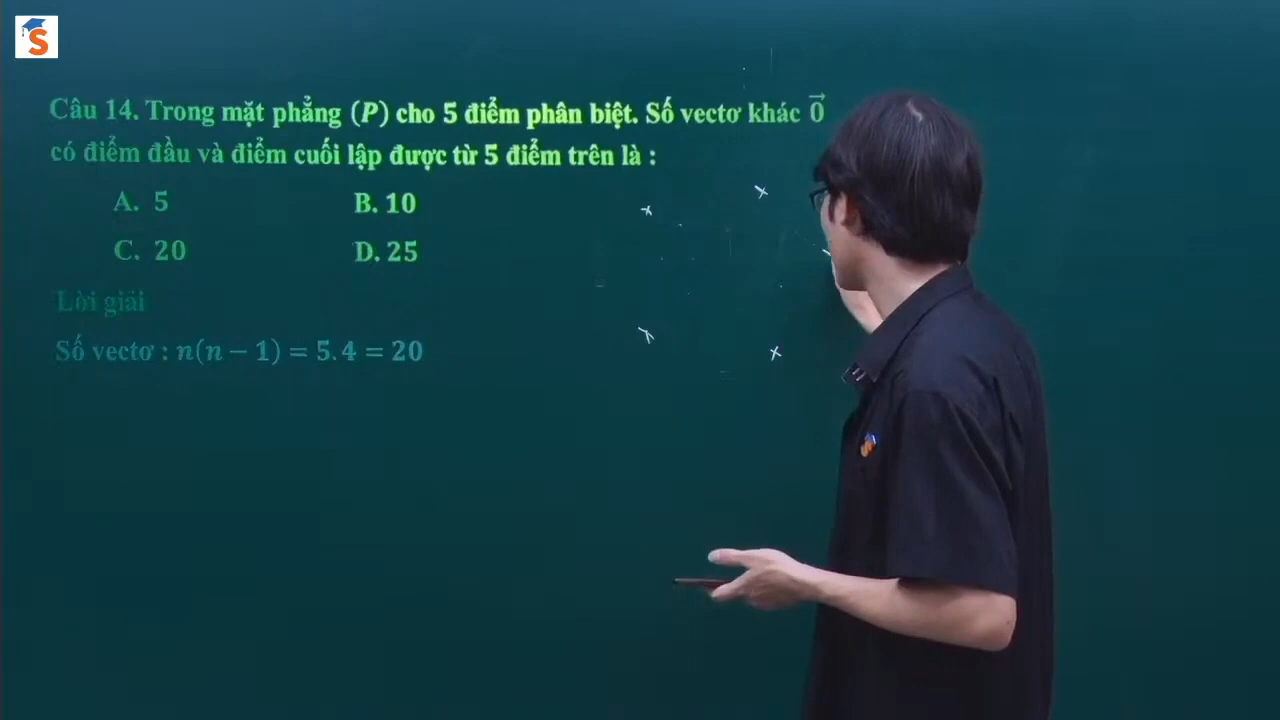 S
Câu 14. Trong mặt phẳng (P) cho 5 điểm phân biệt. Số vectơ khác 0⃗
có điểm đầu và điểm cuối lập được từ 5 điểm trên là :
A. 5 B. 10
C. 20 D. 25
Lời giải
Số vectơ : n(n − 1) = 5.4 = 20